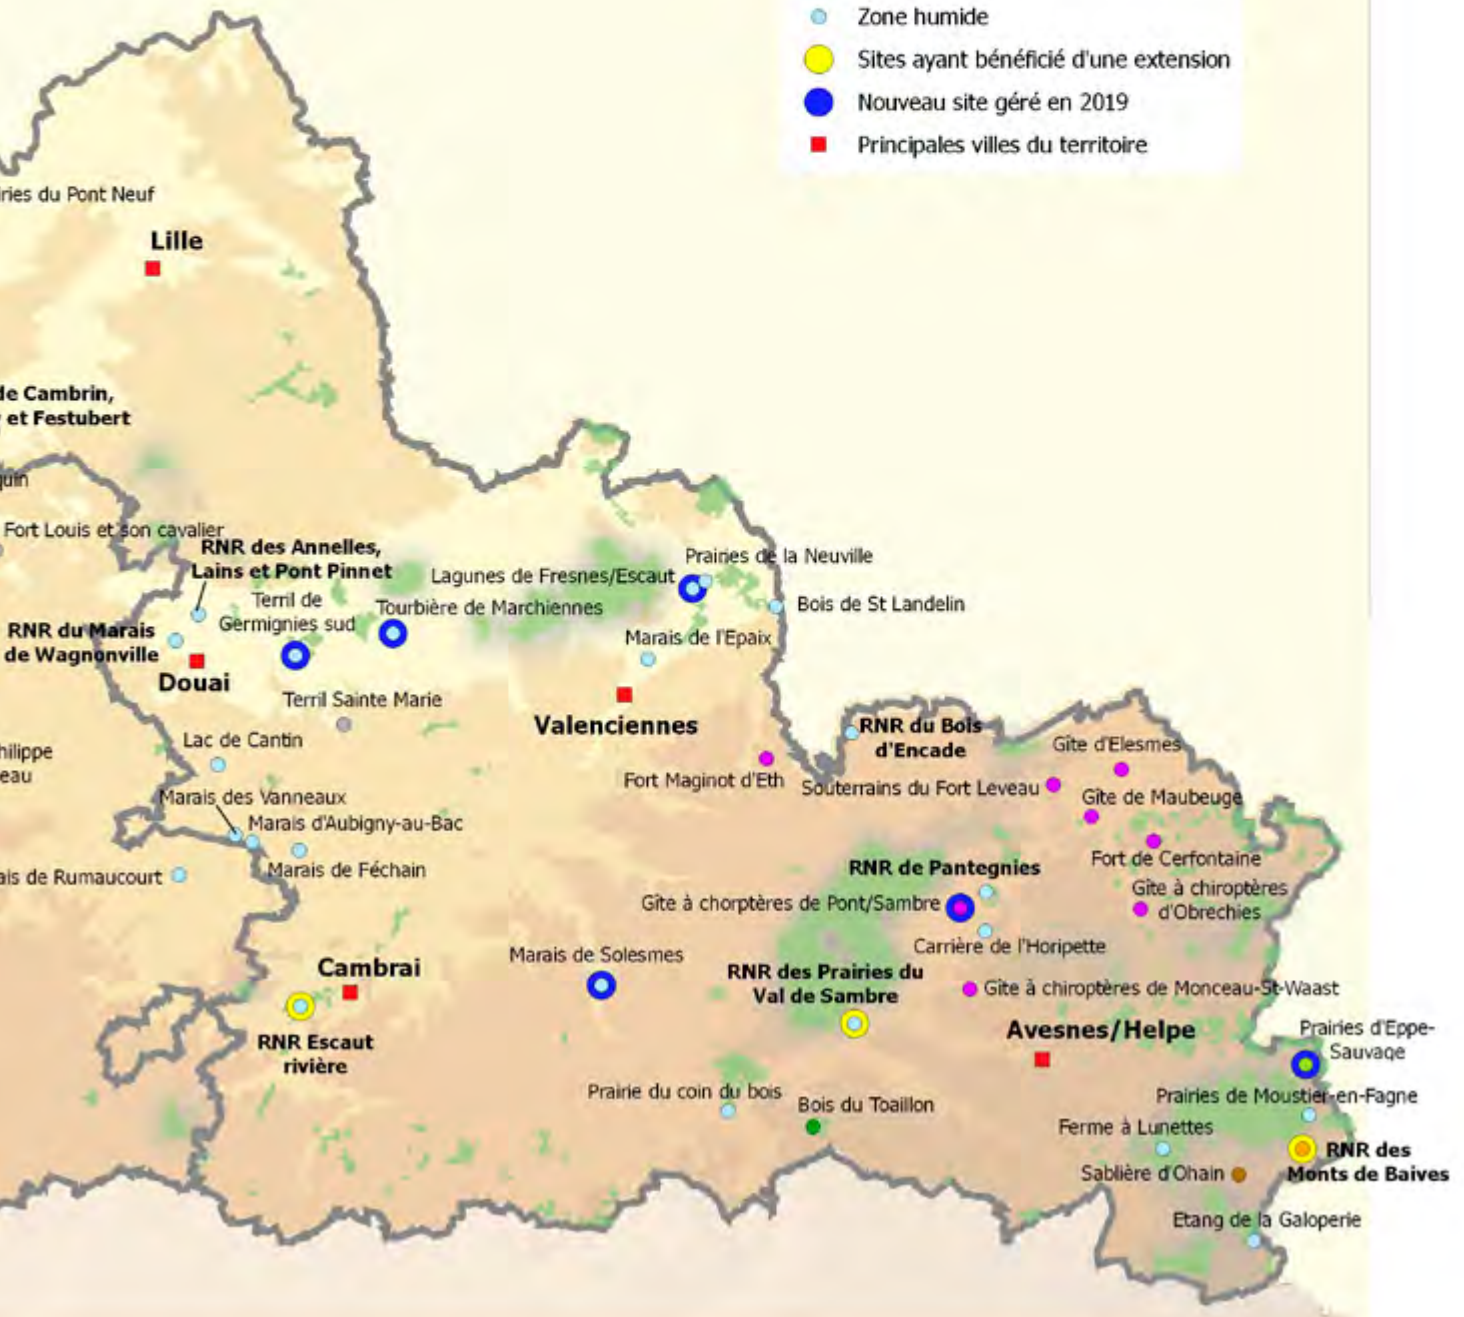 Zone humide
Sites ayant bénéficié d'une extension
Nouveau site géré en 2019
Principales villes du territoire
ries du Pont Neuf
Lille
de Cambrin,
et Festubert
quin
Fort Louis et son cavalier
RNR des Annelles,
Lains et Pont Pinnet
Terril de
Germignies sud
Lagunes de Fresnes/Escaut
Prairies de la Neuville
Tourbière de Marchiennes
Bois de St Landelin
RNR du Marais
de Wagnonville
Marais de l'Epaix
Douai
Terril Sainte Marie
Valenciennes
RNR du Bois
d'Encade
Lac de Cantin
hilippe
eau
Gîte d'Elesmes
Fort Maginot d'Eth
Souterrains du Fort Leveau
Gîte de Maubeuge
Marais des Vanneaux
Marais d'Aubigny-au-Bac
Marais de Féchain
ais de Rumaucourt
Fort de Cerfontaine
RNR de Pantegnies
Gîte à chiroptères
d'Obrechies
Gîte à chorptères de Pont/Sambre
Carrière de l'Horipette
Marais de Solesmes
Cambrai
RNR des Prairies du
Val de Sambre
Gîte à chiroptères de Monceau-St-Waast
RNR Escaut
rivière
Avesnes/Helpe
Prairies d'Eppe-
Sauvage
Prairie du coin du bois
Bois du Toaillon
Prairies de Moustier-en-Fagne
Ferme à Lunettes
RNR des
Monts de Baives
Sablière d'Ohain
Etang de la Galoperie